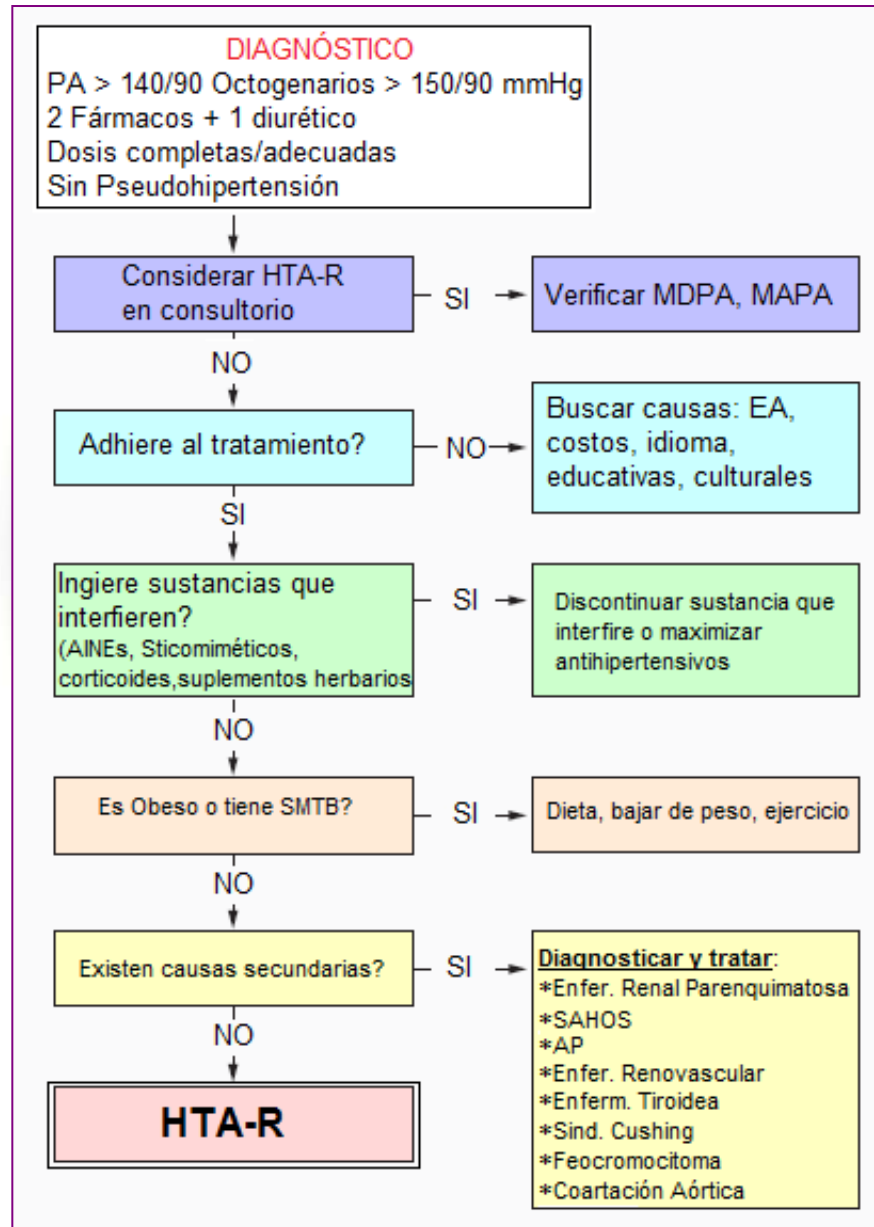 DIAGNÓSTICO
PA > 140/90 Octogenarios > 150/90 mmHg
2 Fármacos + 1 diurético
Dosis completas/adecuadas
Sin Pseudohipertensión
Considerar HTA-R
en consultorio
SI
Verificar MDPA, MAPA
NO
Adhiere al tratamiento?
NO
Buscar causas: EA,
costos, idioma,
educativas, culturales
SI
Ingiere sustancias que
interfieren?
(AINEs, Sticomiméticos,
corticoides,suplementos herbarios
SI
Discontinuar sustancia que
interfire o maximizar
antihipertensivos
NO
Es Obeso o tiene SMTB?
SI
Dieta, bajar de peso, ejercicio
NO
Existen causas secundarias?
SI
Diagnosticar y tratar:
*Enfer. Renal Parenquimatosa
*SAHOS
*AP
*Enfer. Renovascular
*Enferm. Tiroidea
*Sind. Cushing
*Feocromocitoma
*Coartación Aórtica
NO
HTA-R